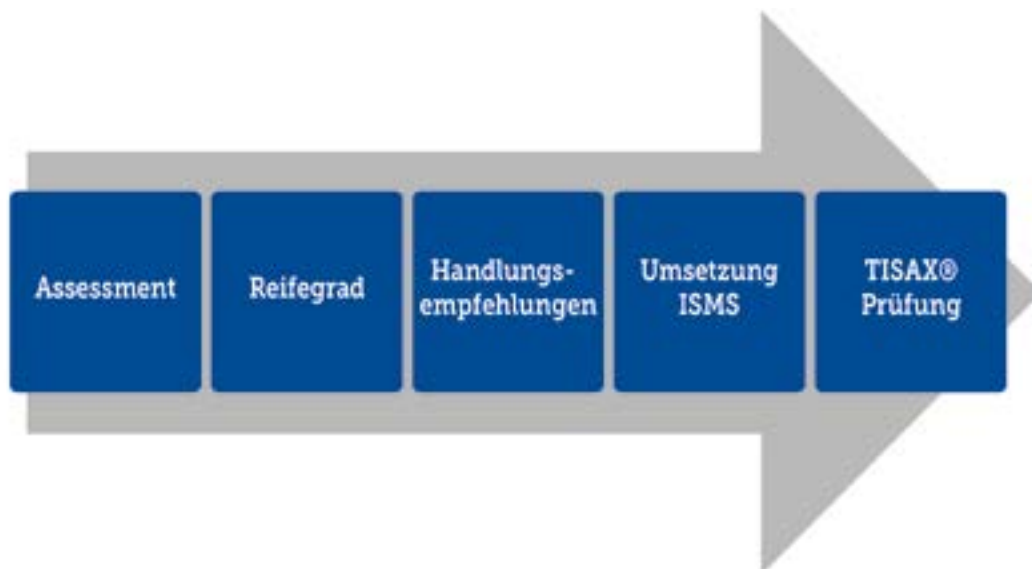 Assessment
Reifegrad
Handlungs-
empfehlungen
Umsetzung
ISMS
TISAX®
Prüfung